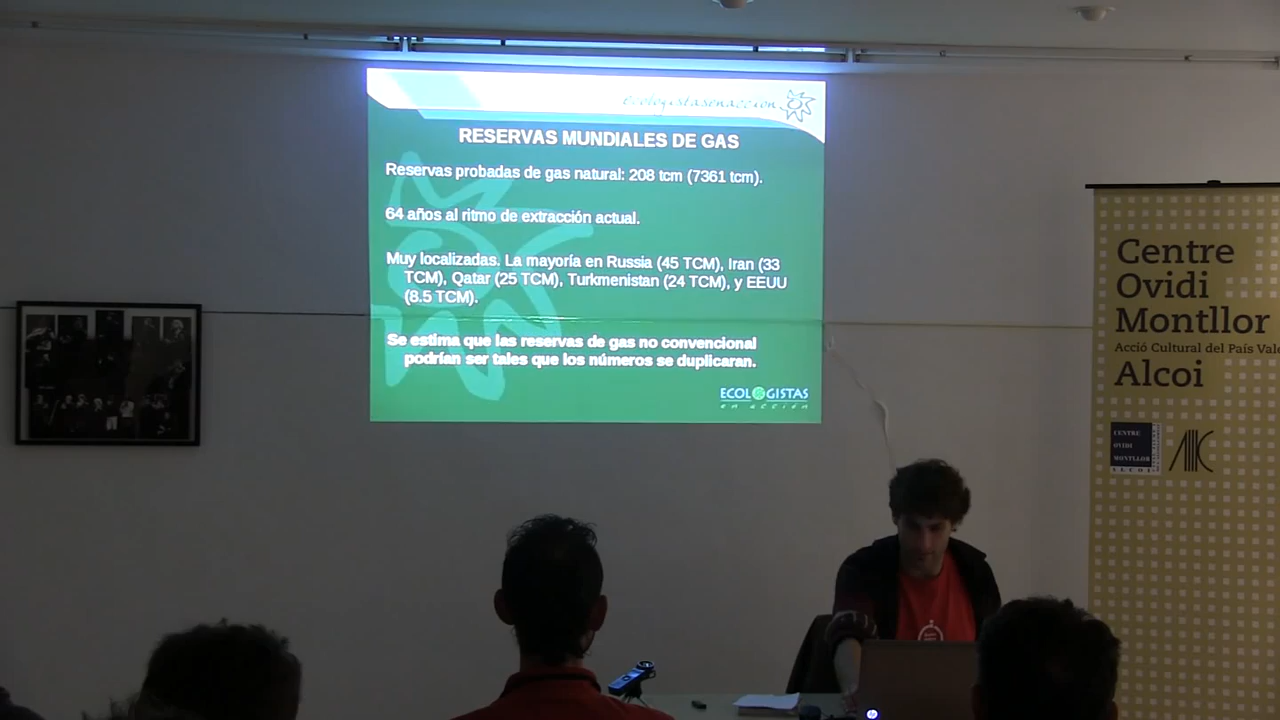 ecologistasenaccion
RESERVAS MUNDIALES DE GAS
Reservas probadas de gas natural: 208 tcm (7361 tcm).
64 años al ritmo de extracción actual.
Muy localizadas. La mayoría en Russia (45 TCM), Iran (33
TCM), Qatar (25 TCM), Turkmenistan (24 TCM), y EEUU
(8.5 TCM).
Se estima que las reservas de gas no convencional
podrían ser tales que los números se duplicaran.
ECOLOGISTAS
en acción
Centre
Ovidi
Montllor
Acció Cultural del País Vale
Alcoi
CENTRE
OVIDI
MONTLLOR
ALCOI
hp